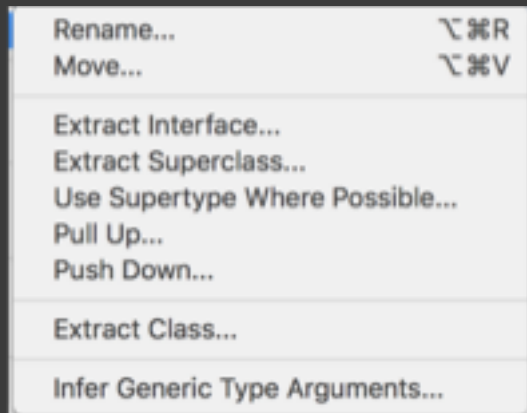 Rename... ⌥⌘R
Move... ⌥⌘V
Extract Interface...
Extract Superclass...
Use Supertype Where Possible...
Pull Up...
Push Down...
Extract Class...
Infer Generic Type Arguments...